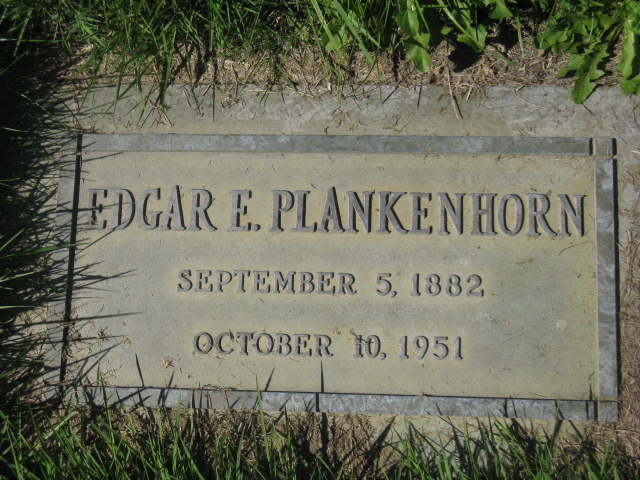 EDGAR E. PLANKENHORN
SEPTEMBER 5, 1882
OCTOBER 10, 1951